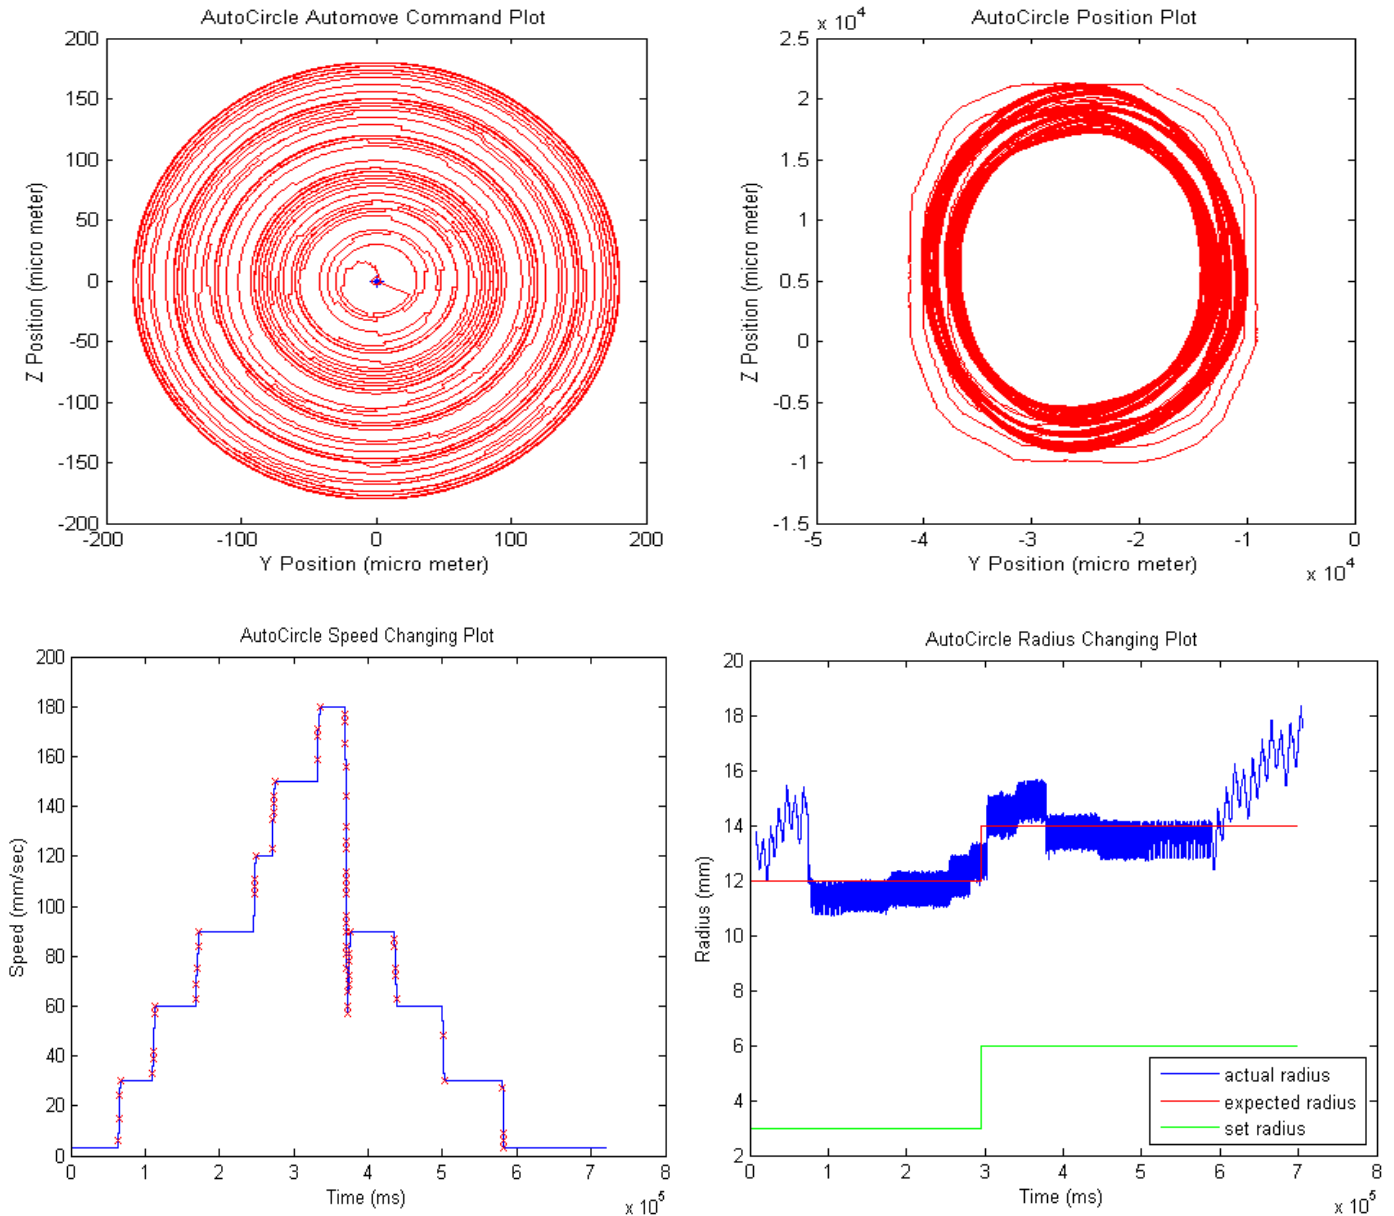 AutoCircle Automove Command Plot
200
150
100
50
0
-50
-100
-150
-200
-200 -100 0 100 200
Z Position (micro meter)
Y Position (micro meter)
AutoCircle Position Plot
x 10^4
2.5
2
1.5
1
0.5
0
-0.5
-1
-1.5
-5 -4 -3 -2 -1 0
Z Position (micro meter)
Y Position (micro meter)
x 10^4
AutoCircle Speed Changing Plot
200
180
160
140
120
100
80
60
40
20
0
0 1 2 3 4 5 6 7 8
Speed (mm/sec)
Time (ms)
x 10^5
AutoCircle Radius Changing Plot
20
18
16
14
12
10
8
6
4
2
0 1 2 3 4 5 6 7 8
Radius (mm)
Time (ms)
x 10^5
actual radius
expected radius
set radius